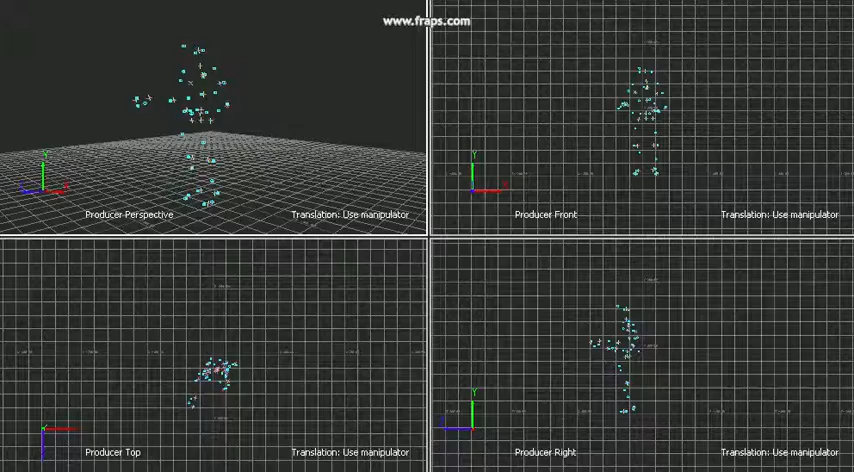 www.fraps.com
Y
Producer Perspective
Translation: Use manipulator
Y
Producer Front
Translation: Use manipulator
Producer Top
Translation: Use manipulator
Y
Producer Right
Translation: Use manipulator